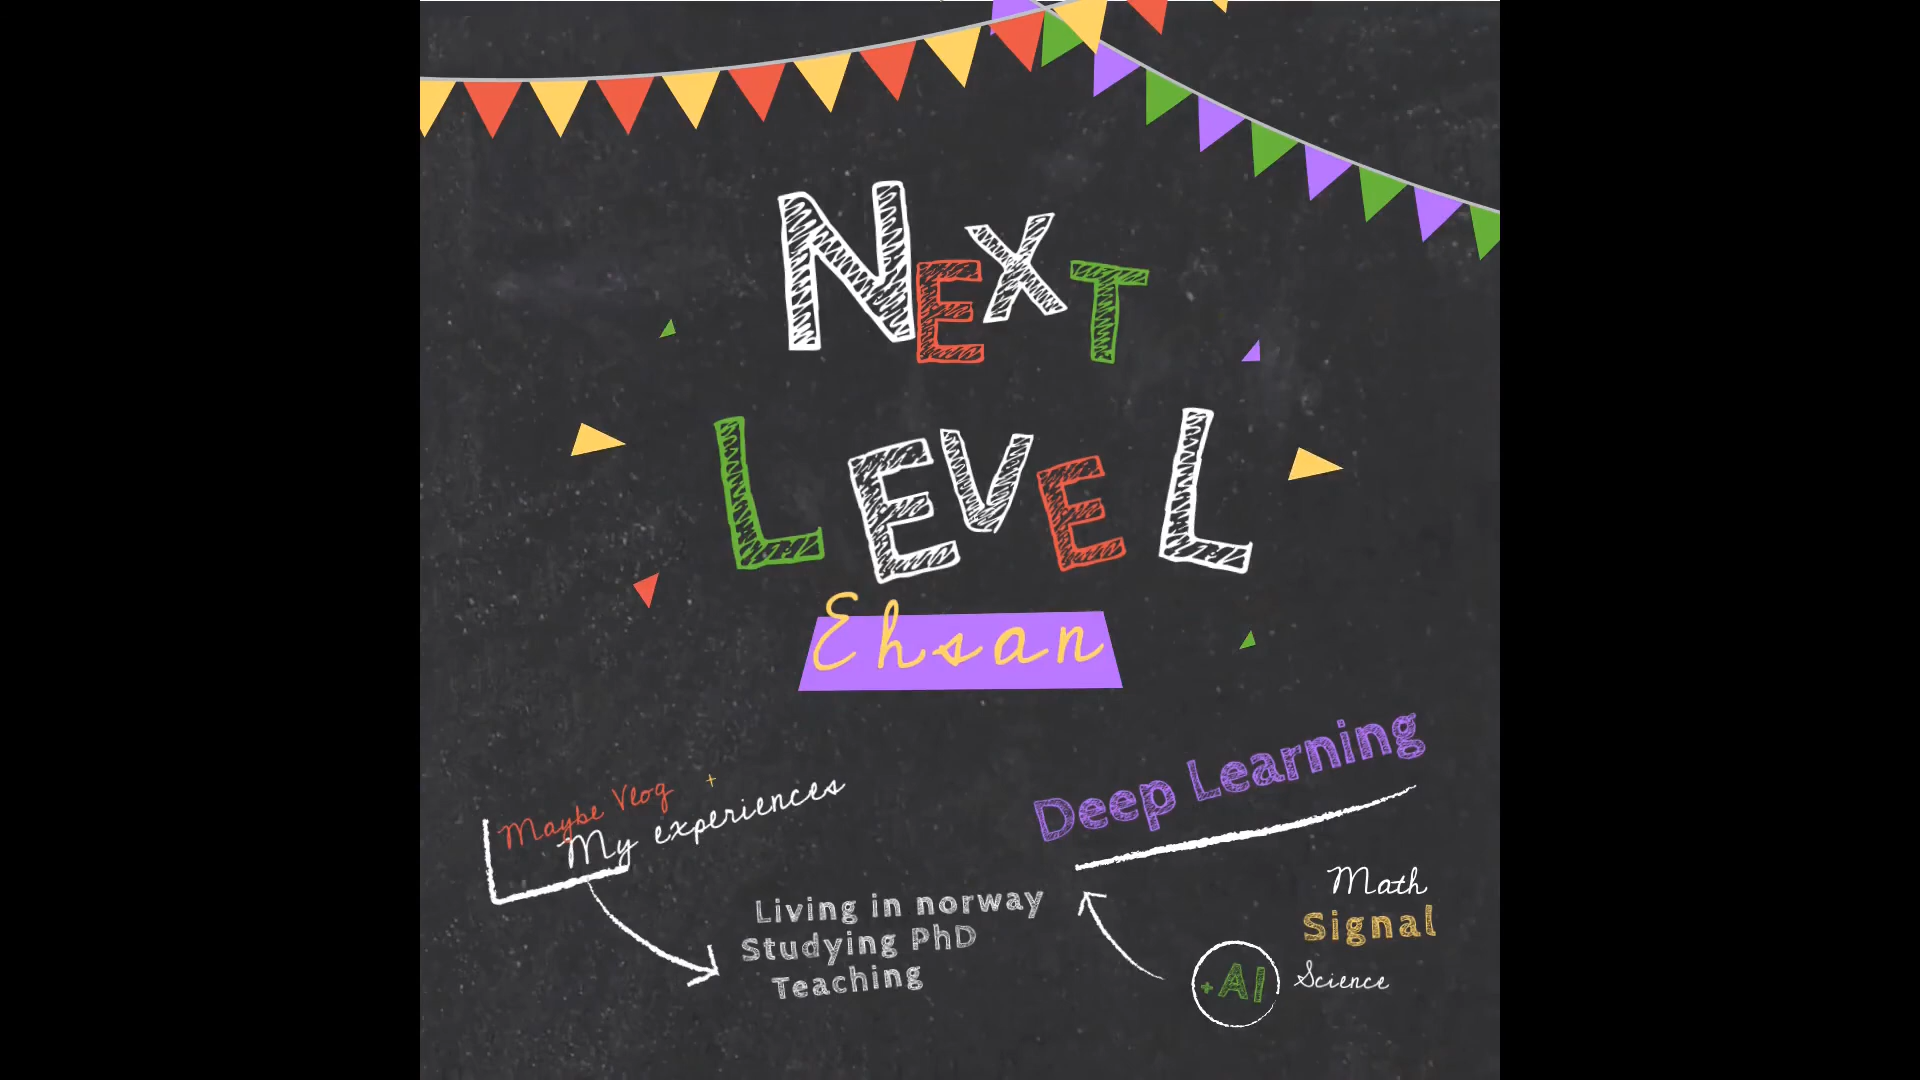 NEXT
LEVEL
Ehsan
Maybe Vlog +
My experiences
Living in norway
Studying PhD
Teaching
Deep Learning
Math
Signal
+AI
Science